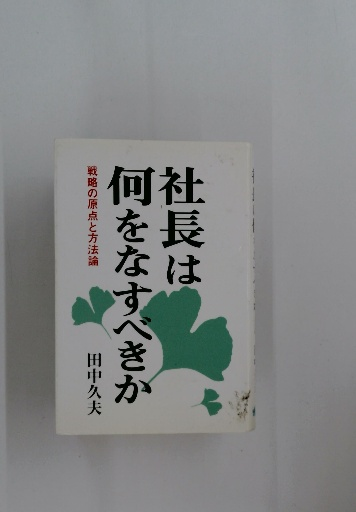 社長は
何をなすべきか
戦略の原点と方法論
田中久夫